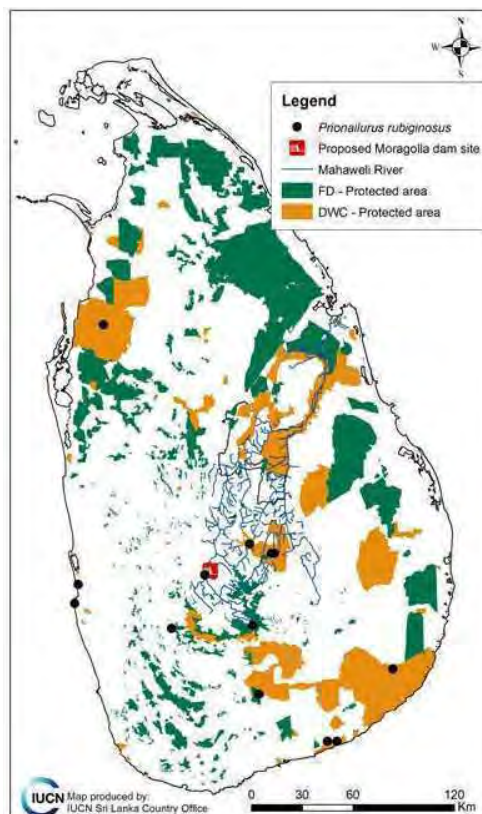 N
W E
S
Legend
Prionailurus rubiginosus
Proposed Moragolla dam site
Mahaweli River
FD - Protected area
DWC - Protected area
IUCN
Map produced by:
IUCN Sri Lanka Country Office
0 30 60 120
Km